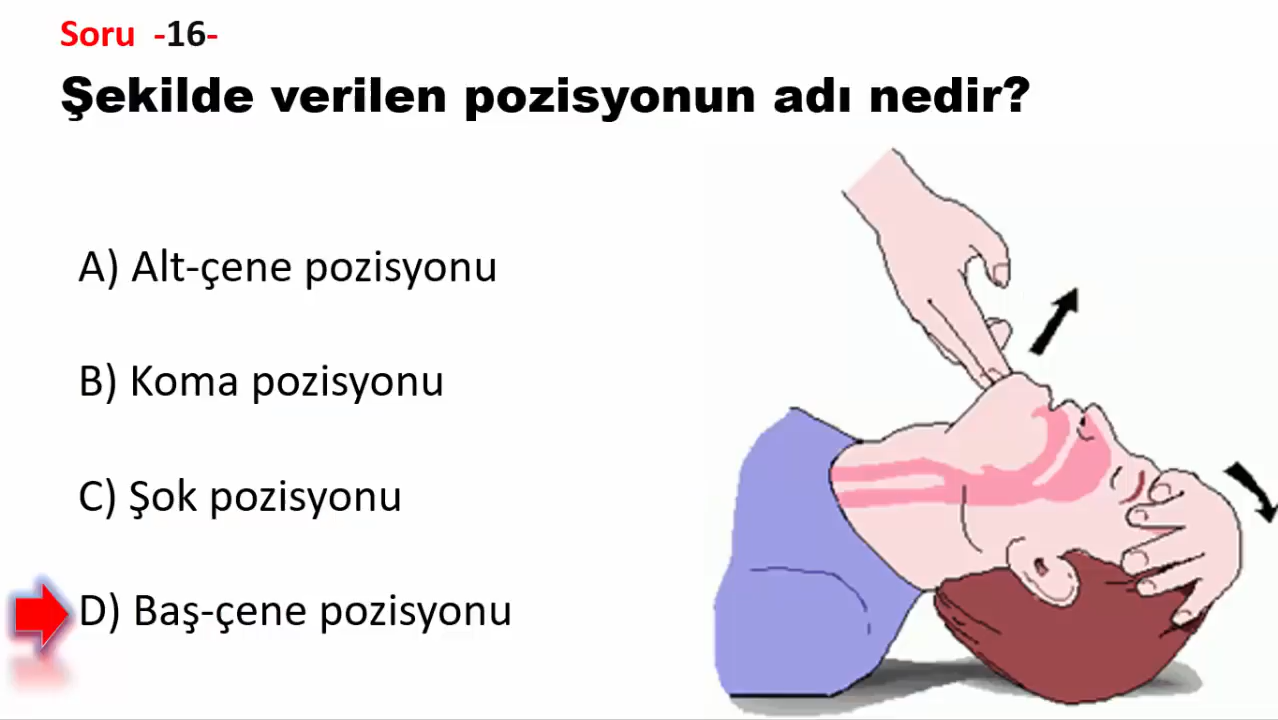 Soru -16-
Şekilde verilen pozisyonun adı nedir?
A) Alt-çene pozisyonu
B) Koma pozisyonu
C) Şok pozisyonu
D) Baş-çene pozisyonu